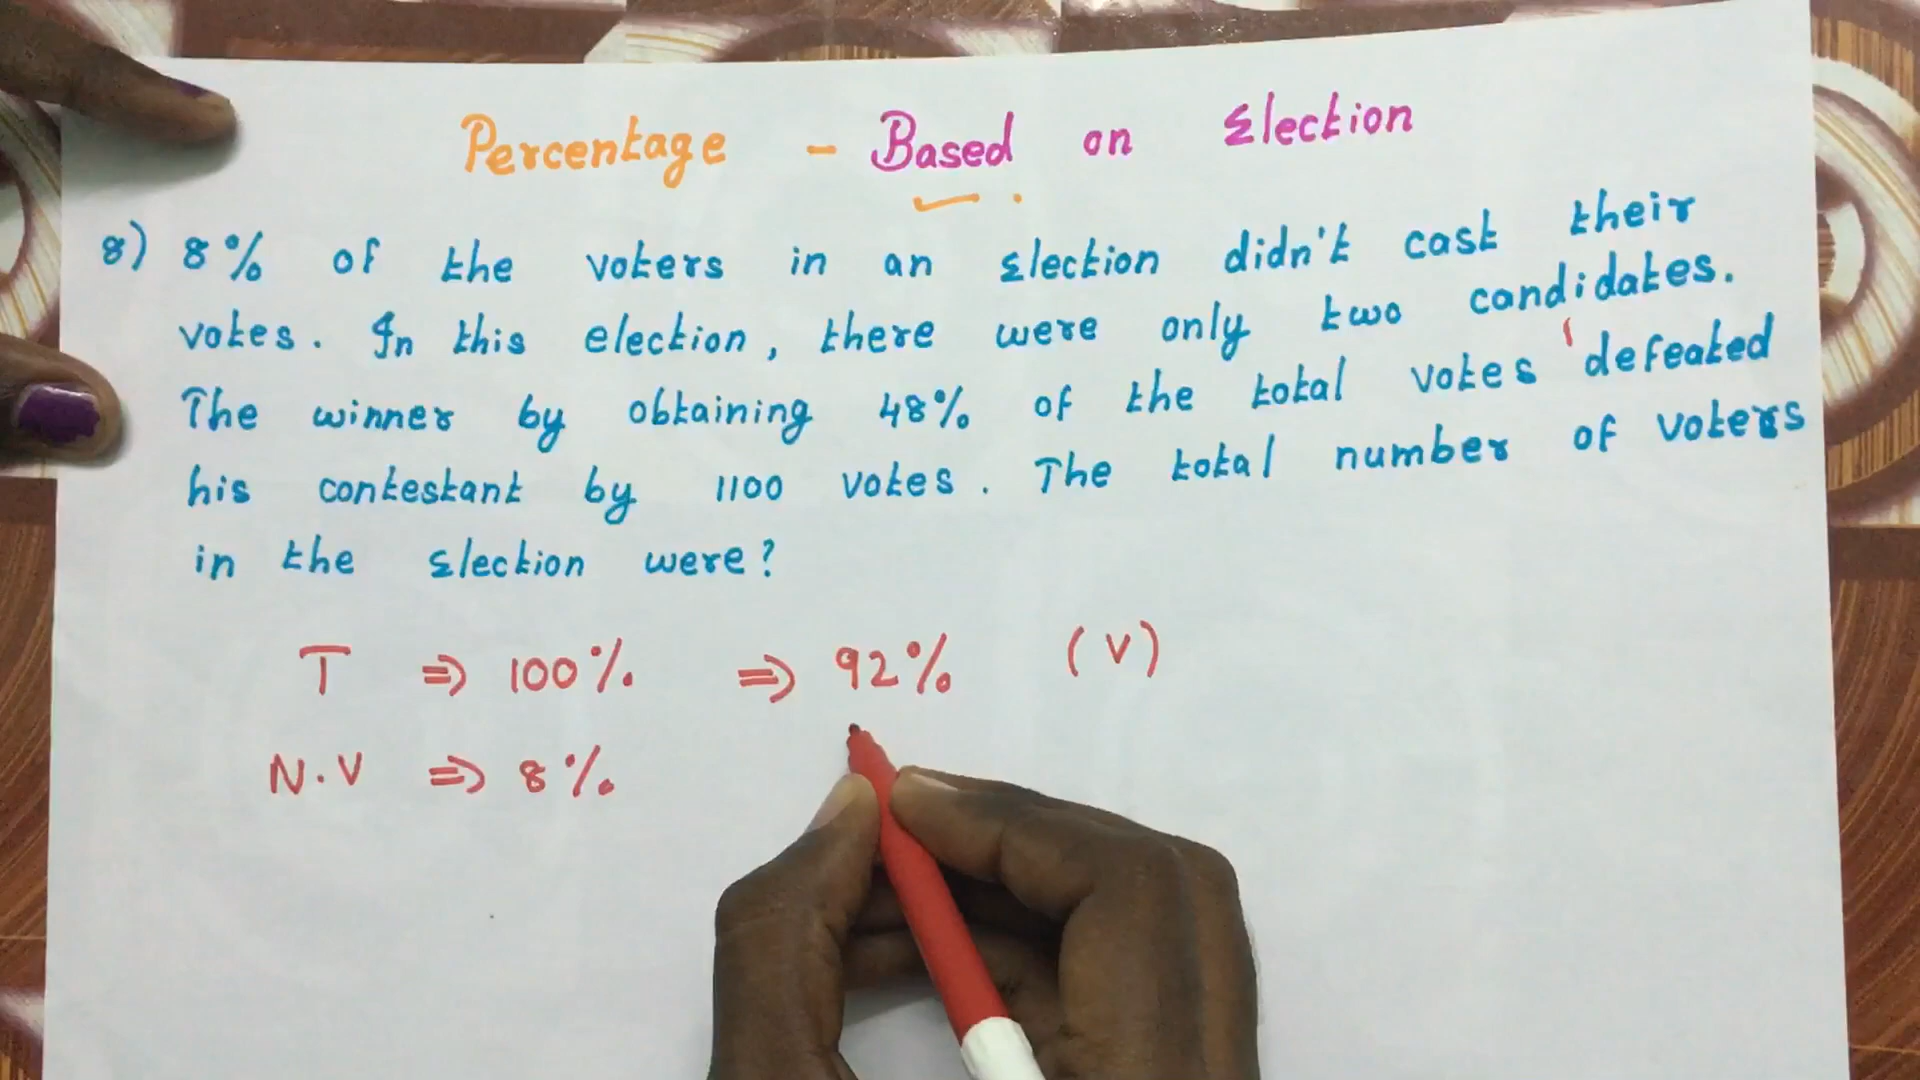 Percentage - Based on Election
8) 8% of the voters in an Election didn't cast their
votes. In this election, there were only two candidates.
The winner by obtaining 48% of the total votes defeated
his contestant by 1100 votes. The total number of voters
in the Election were?
T ⇒ 100% ⇒ 92% (V)
N.V ⇒ 8%